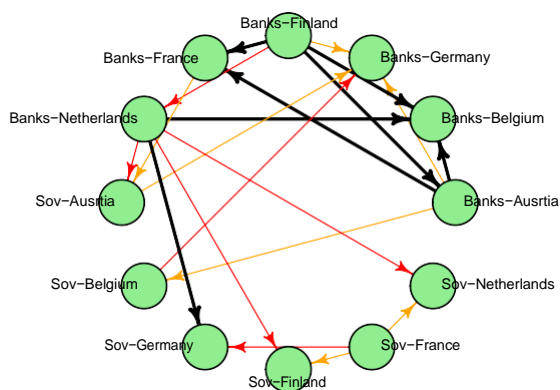 Banks−Finland
Banks−France
Banks−Germany
Banks−Netherlands
Banks−Belgium
Sov−Ausrtia
Banks−Ausrtia
Sov−Belgium
Sov−Netherlands
Sov−Germany
Sov−France
Sov−Finland